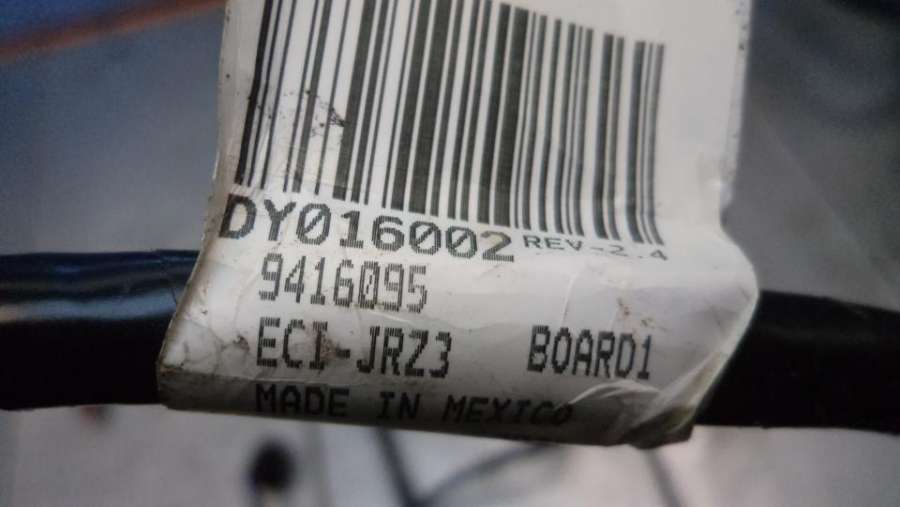 DY016002 REV-2.4
9416095
ECI-JRZ3 BOARD1
MADE IN MEXICO